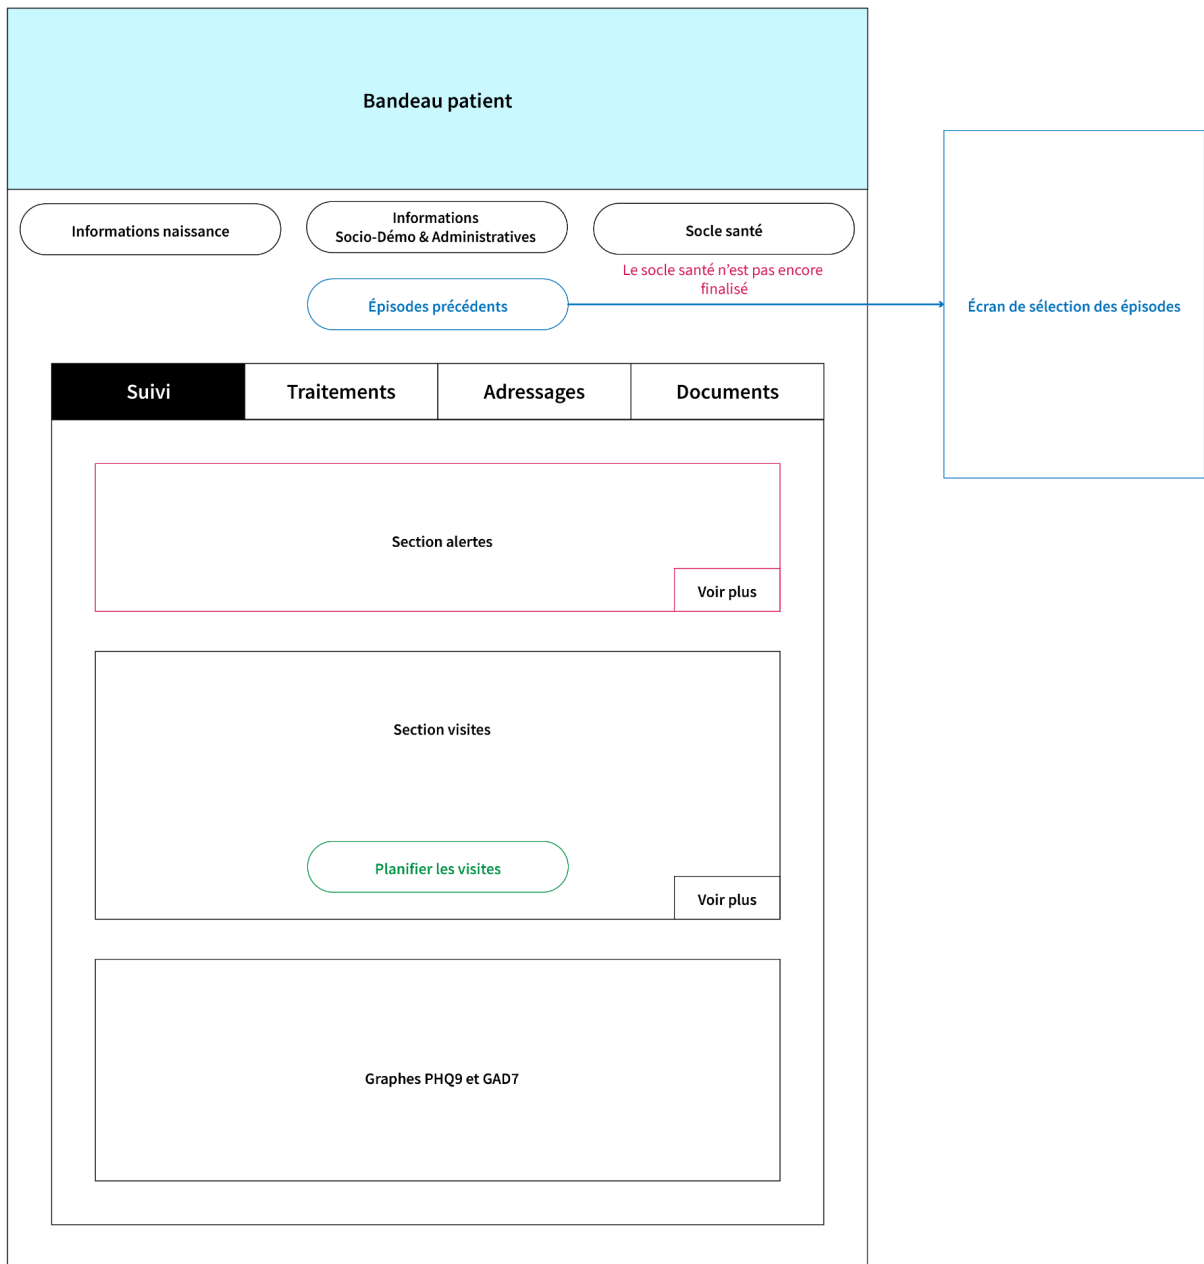 Bandeau patient
Informations naissance
Informations
Socio-Démo & Administratives
Socle santé
Le socle santé n’est pas encore
finalisé
Épisodes précédents
Écran de sélection des épisodes
Suivi
Traitements
Adressages
Documents
Section alertes
Voir plus
Section visites
Planifier les visites
Voir plus
Graphes PHQ9 et GAD7